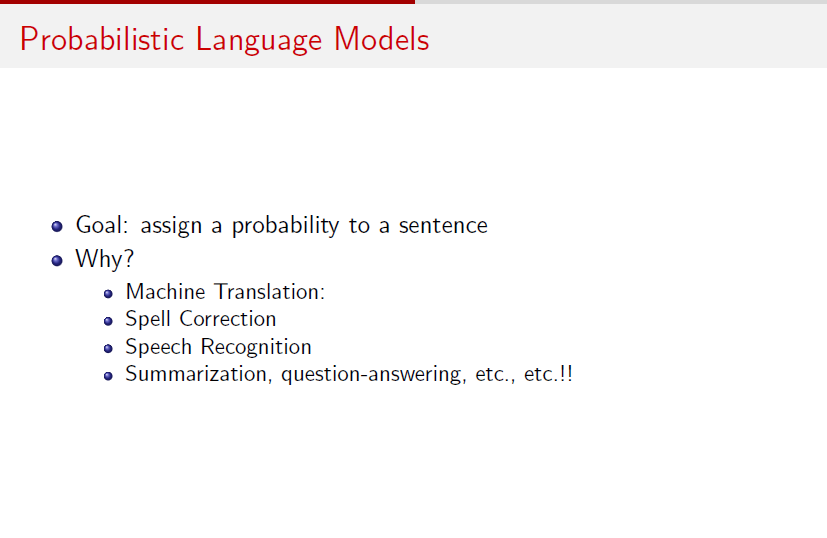 Probabilistic Language Models
Goal: assign a probability to a sentence
Why?
Machine Translation:
Spell Correction
Speech Recognition
Summarization, question-answering, etc., etc.!!